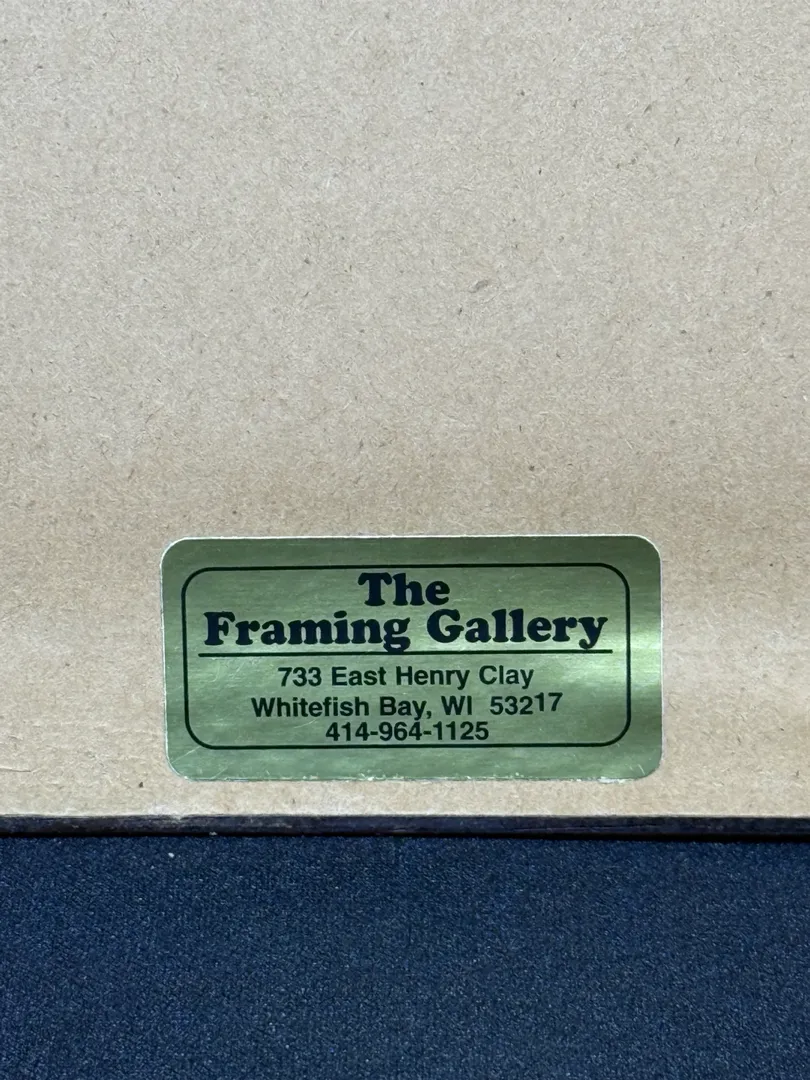 The
Framing Gallery
733 East Henry Clay
Whitefish Bay, WI 53217
414-964-1125